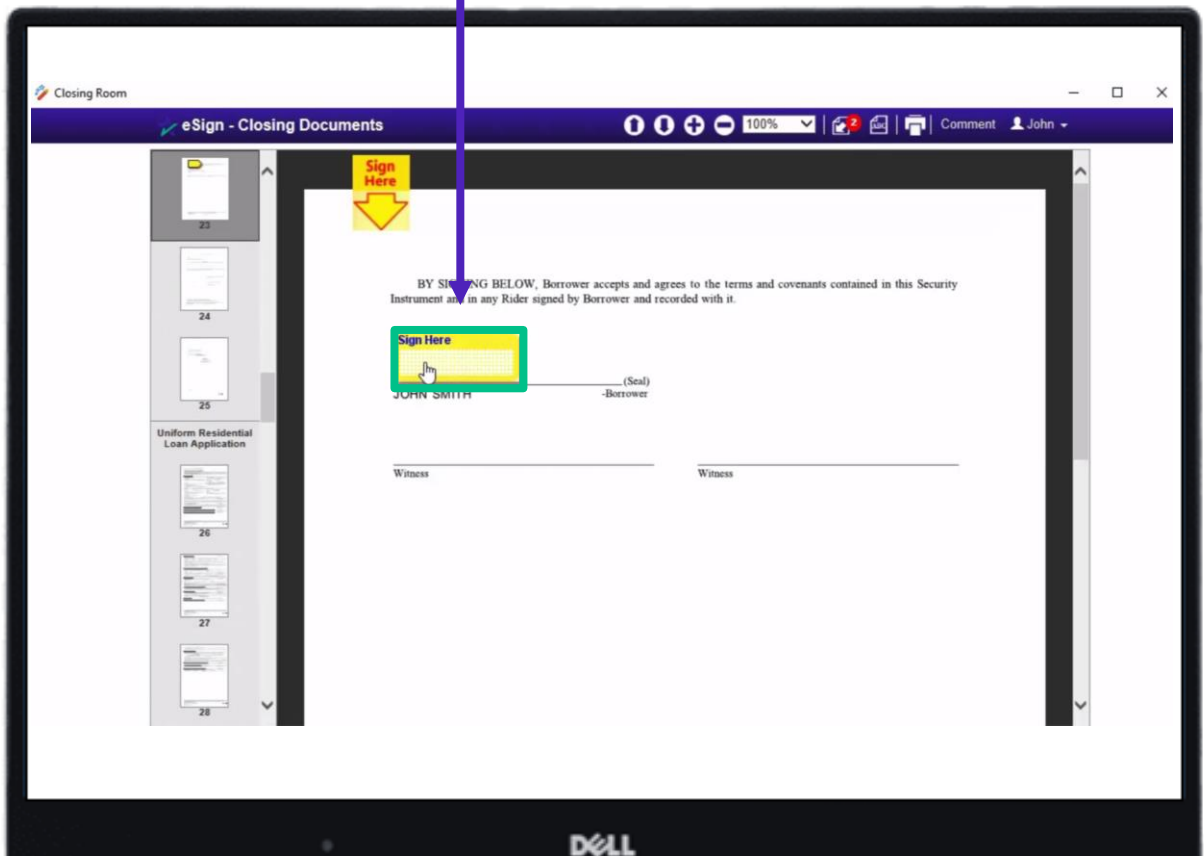 Closing Room
eSign - Closing Documents
100%
2
Comment
John
Sign
Here
23
24
25
Uniform Residential
Loan Application
26
27
28
BY SIGNING BELOW, Borrower accepts and agrees to the terms and covenants contained in this Security
Instrument and in any Rider signed by Borrower and recorded with it.
Sign Here
(Seal)
JOHN SMITH
-Borrower
Witness
Witness
DELL